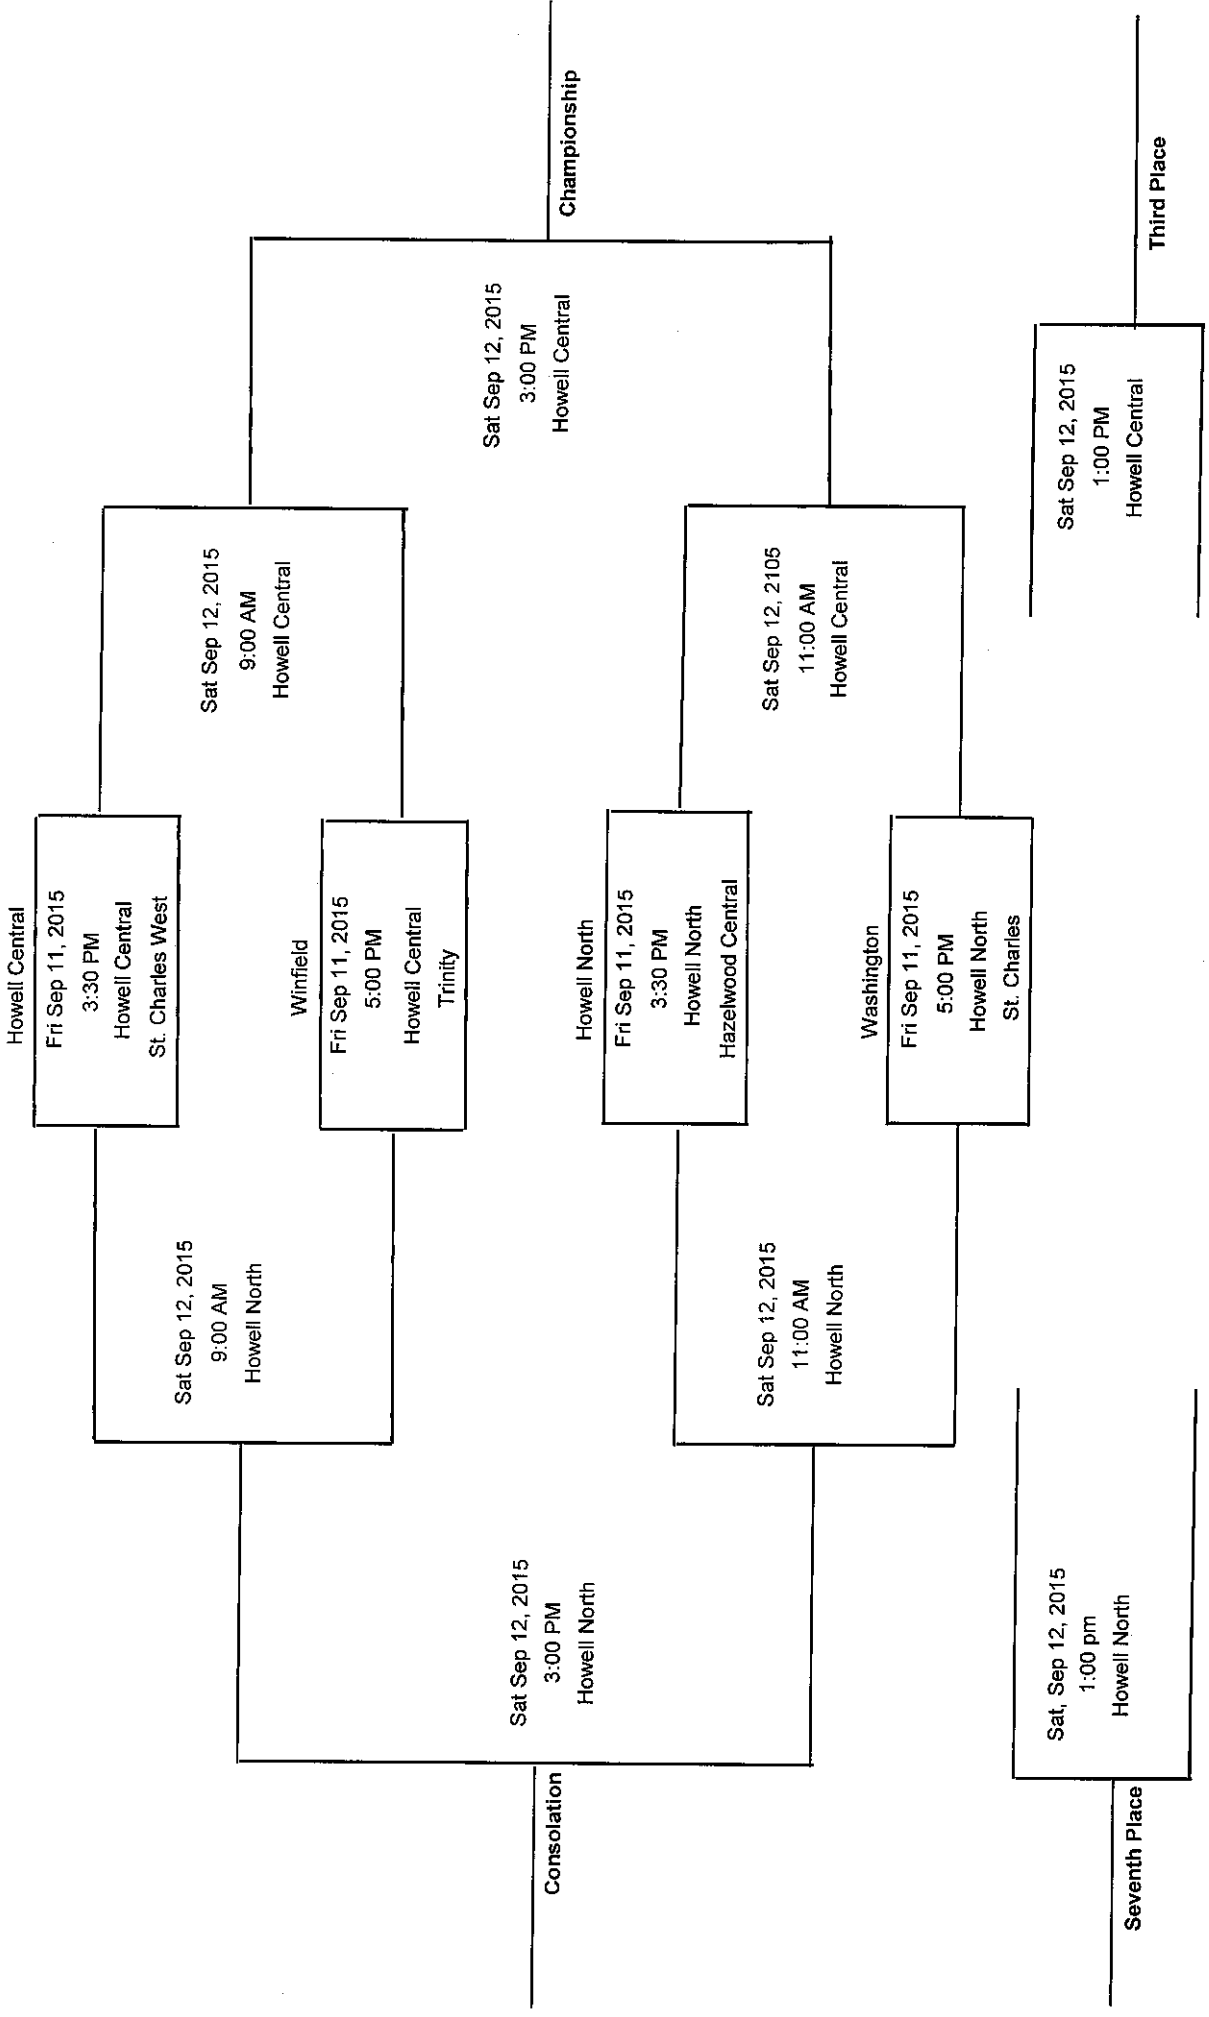 Howell Central
Fri Sep 11, 2015
3:30 PM
Howell Central
St. Charles West
Winfield
Fri Sep 11, 2015
5:00 PM
Howell Central
Trinity
Howell North
Fri Sep 11, 2015
3:30 PM
Howell North
Hazelwood Central
Washington
Fri Sep 11, 2015
5:00 PM
Howell North
St. Charles
Sat Sep 12, 2015
9:00 AM
Howell Central
Sat Sep 12, 2105
11:00 AM
Howell Central
Sat Sep 12, 2015
3:00 PM
Howell Central
Championship
Sat Sep 12, 2015
1:00 PM
Howell Central
Third Place
Sat Sep 12, 2015
9:00 AM
Howell North
Sat Sep 12, 2015
11:00 AM
Howell North
Sat Sep 12, 2015
3:00 PM
Howell North
Consolation
Sat, Sep 12, 2015
1:00 pm
Howell North
Seventh Place